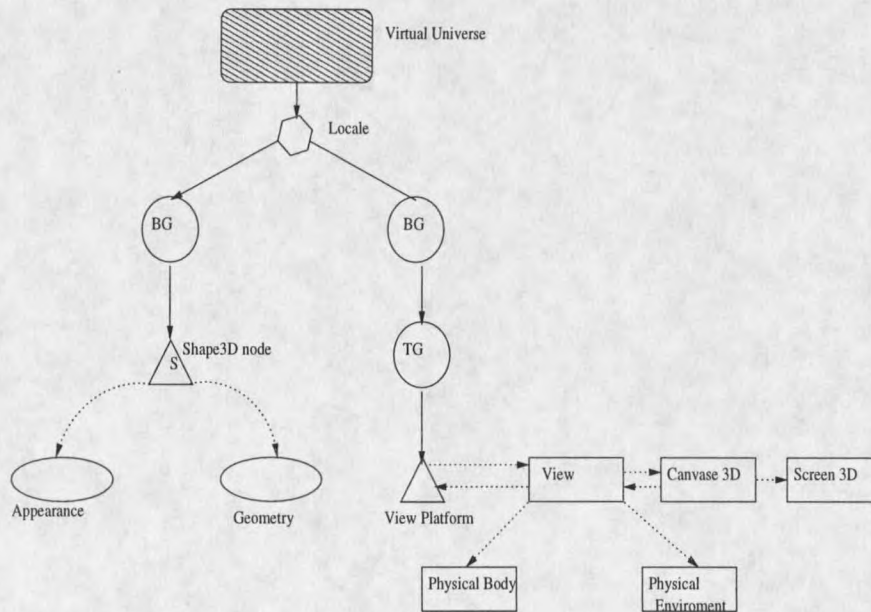 Virtual Universe
Locale
BG
BG
Shape3D node
S
TG
View
Canvase 3D
Screen 3D
Appearance
Geometry
View Platform
Physical Body
Physical
Enviroment